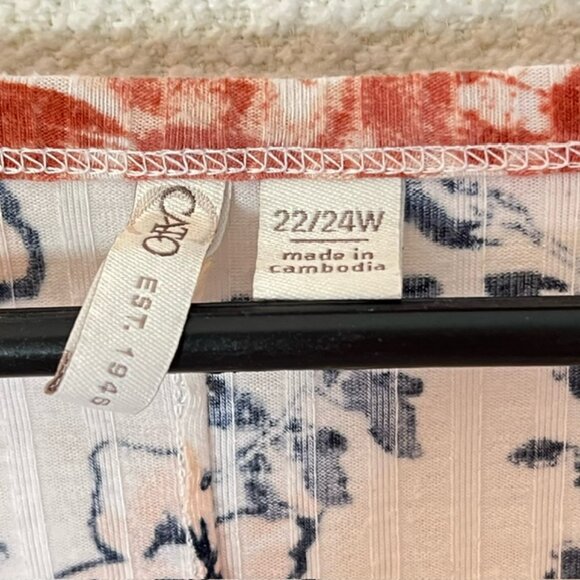 CATO
EST. 1946
22/24W
made in
cambodia